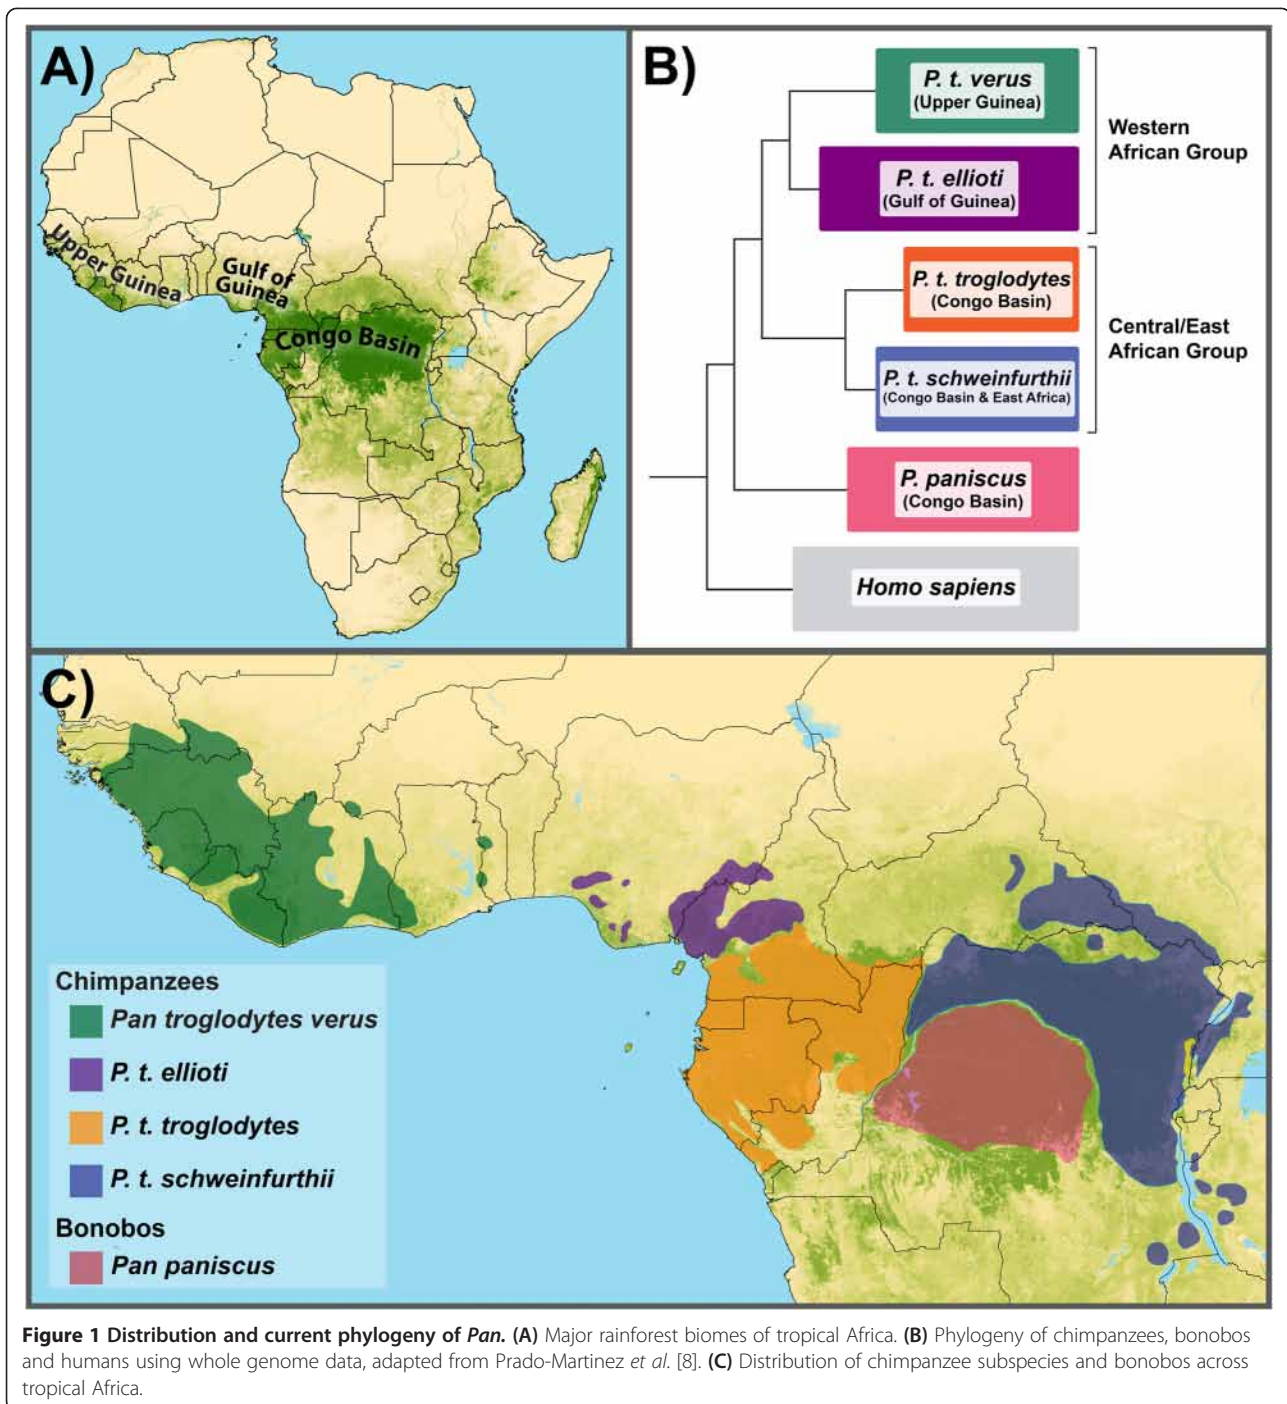 A)
Upper Guinea
Gulf of
Guinea
Congo Basin
B)
P. t. verus
(Upper Guinea)
P. t. ellioti
(Gulf of Guinea)
Western
African Group
P. t. troglodytes
(Congo Basin)
P. t. schweinfurthii
(Congo Basin & East Africa)
Central/East
African Group
P. paniscus
(Congo Basin)
Homo sapiens
C)
Chimpanzees
Pan troglodytes verus
P. t. ellioti
P. t. troglodytes
P. t. schweinfurthii
Bonobos
Pan paniscus
Figure 1 Distribution and current phylogeny of Pan. (A) Major rainforest biomes of tropical Africa. (B) Phylogeny of chimpanzees, bonobos
and humans using whole genome data, adapted from Prado-Martinez et al. [8]. (C) Distribution of chimpanzee subspecies and bonobos across
tropical Africa.